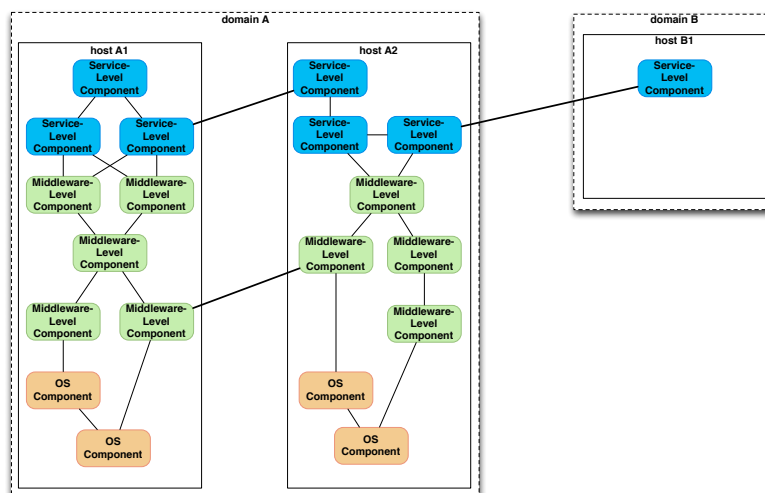 domain A
host A1
Service-
Level
Component
Service-
Level
Component
Service-
Level
Component
Middleware-
Level
Component
Middleware-
Level
Component
Middleware-
Level
Component
Middleware-
Level
Component
Middleware-
Level
Component
OS
Component
OS
Component
host A2
Service-
Level
Component
Service-
Level
Component
Service-
Level
Component
Middleware-
Level
Component
Middleware-
Level
Component
Middleware-
Level
Component
Middleware-
Level
Component
OS
Component
OS
Component
domain B
host B1
Service-
Level
Component